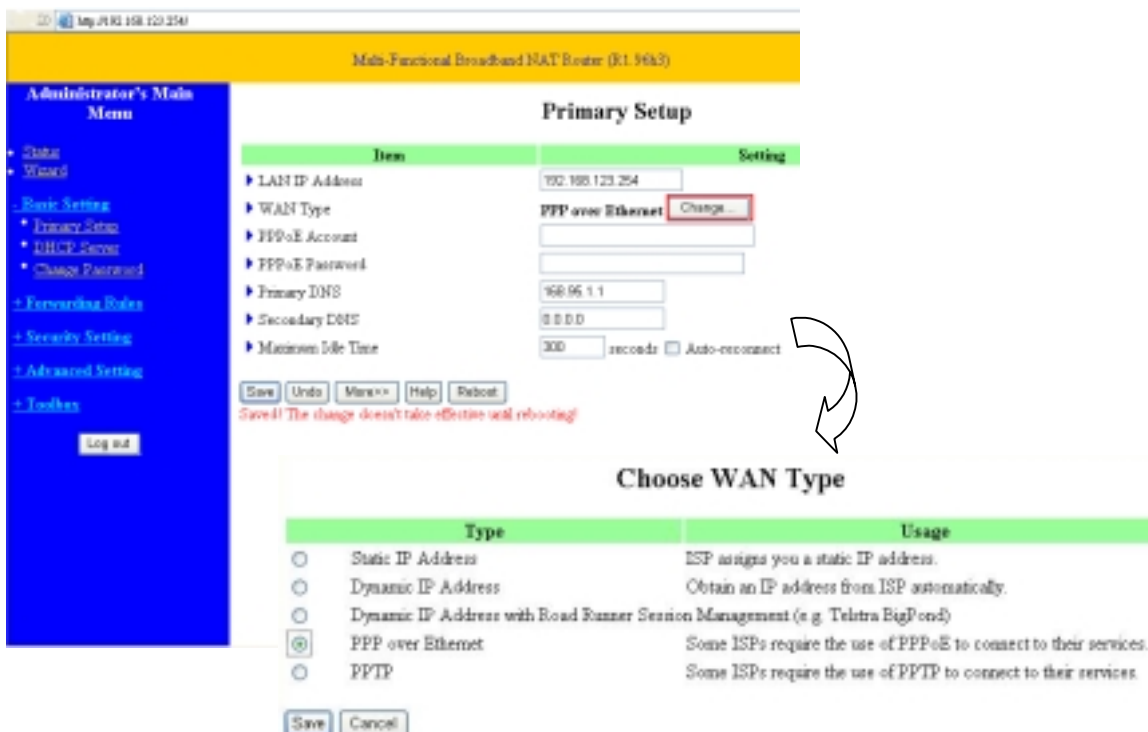 http://192.168.123.254/
Multi-Functional Broadband NAT Router (R1.96h3)
Administrator's Main
Menu
Status
Wizard
- Basic Setting
Primary Setup
DHCP Server
Change Password
+ Forwarding Rules
+ Security Setting
+ Advanced Setting
+ Toolbox
Log out
Primary Setup
Item Setting
LAN IP Address 192.168.123.254
WAN Type PPP over Ethernet Change...
PPPoE Account
PPPoE Password
Primary DNS 168.95.1.1
Secondary DNS 0.0.0.0
Maximum Idle Time 300 seconds Auto-reconnect
Save Undo More>> Help Reboot
Saved! The change doesn't take effective until rebooting!
Choose WAN Type
Type Usage
Static IP Address ISP assigns you a static IP address.
Dynamic IP Address Obtain an IP address from ISP automatically.
Dynamic IP Address with Road Runner Session Management (e.g. Telstra BigPond)
PPP over Ethernet Some ISPs require the use of PPPoE to connect to their services.
PPTP Some ISPs require the use of PPTP to connect to their services.
Save Cancel